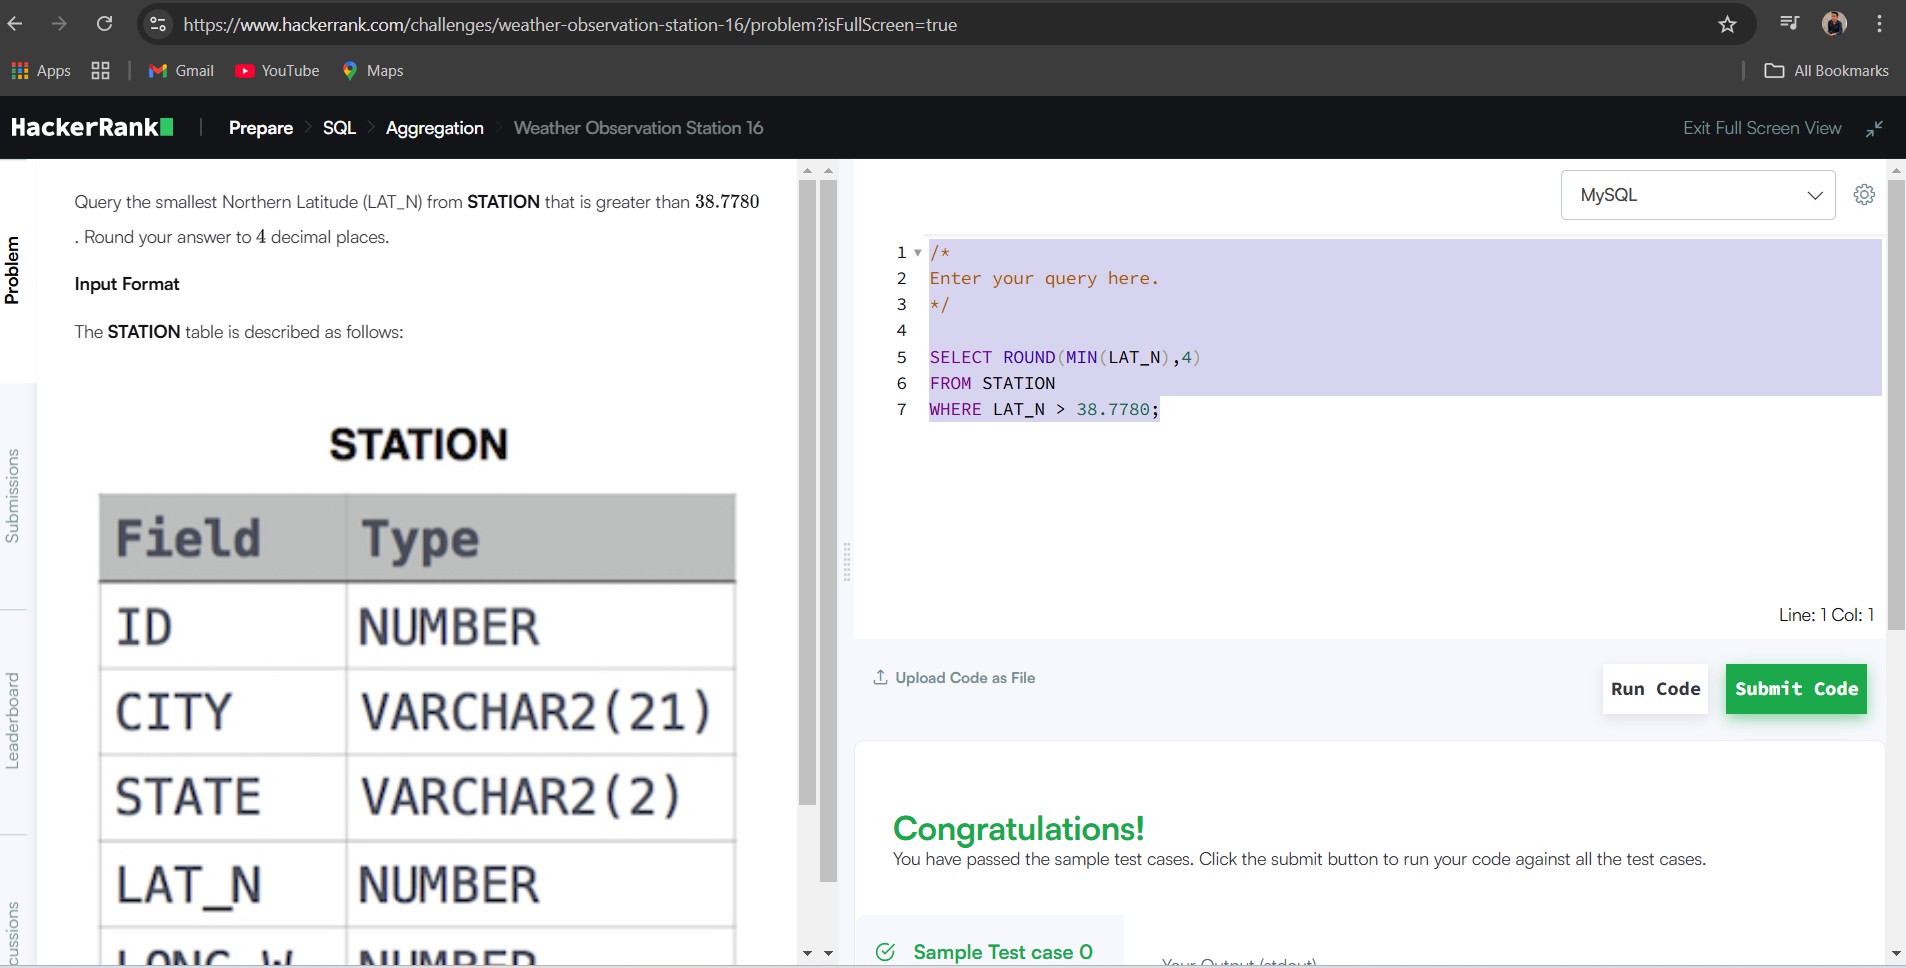 https://www.hackerrank.com/challenges/weather-observation-station-16/problem?isFullScreen=true
Apps Gmail YouTube Maps All Bookmarks
HackerRank Prepare SQL Aggregation Weather Observation Station 16 Exit Full Screen View
Problem
Submissions
Leaderboard
Query the smallest Northern Latitude (LAT_N) from STATION that is greater than 38.7780
. Round your answer to 4 decimal places.
Input Format
The STATION table is described as follows:
STATION
Field Type
ID NUMBER
CITY VARCHAR2(21)
STATE VARCHAR2(2)
LAT_N NUMBER
LONG_W NUMBER
MySQL
1 /*
2 Enter your query here.
3 */
4
5 SELECT ROUND(MIN(LAT_N),4)
6 FROM STATION
7 WHERE LAT_N > 38.7780;
Line: 1 Col: 1
Upload Code as File
Run Code Submit Code
Congratulations!
You have passed the sample test cases. Click the submit button to run your code against all the test cases.
Sample Test case 0
Your Output (stdout)